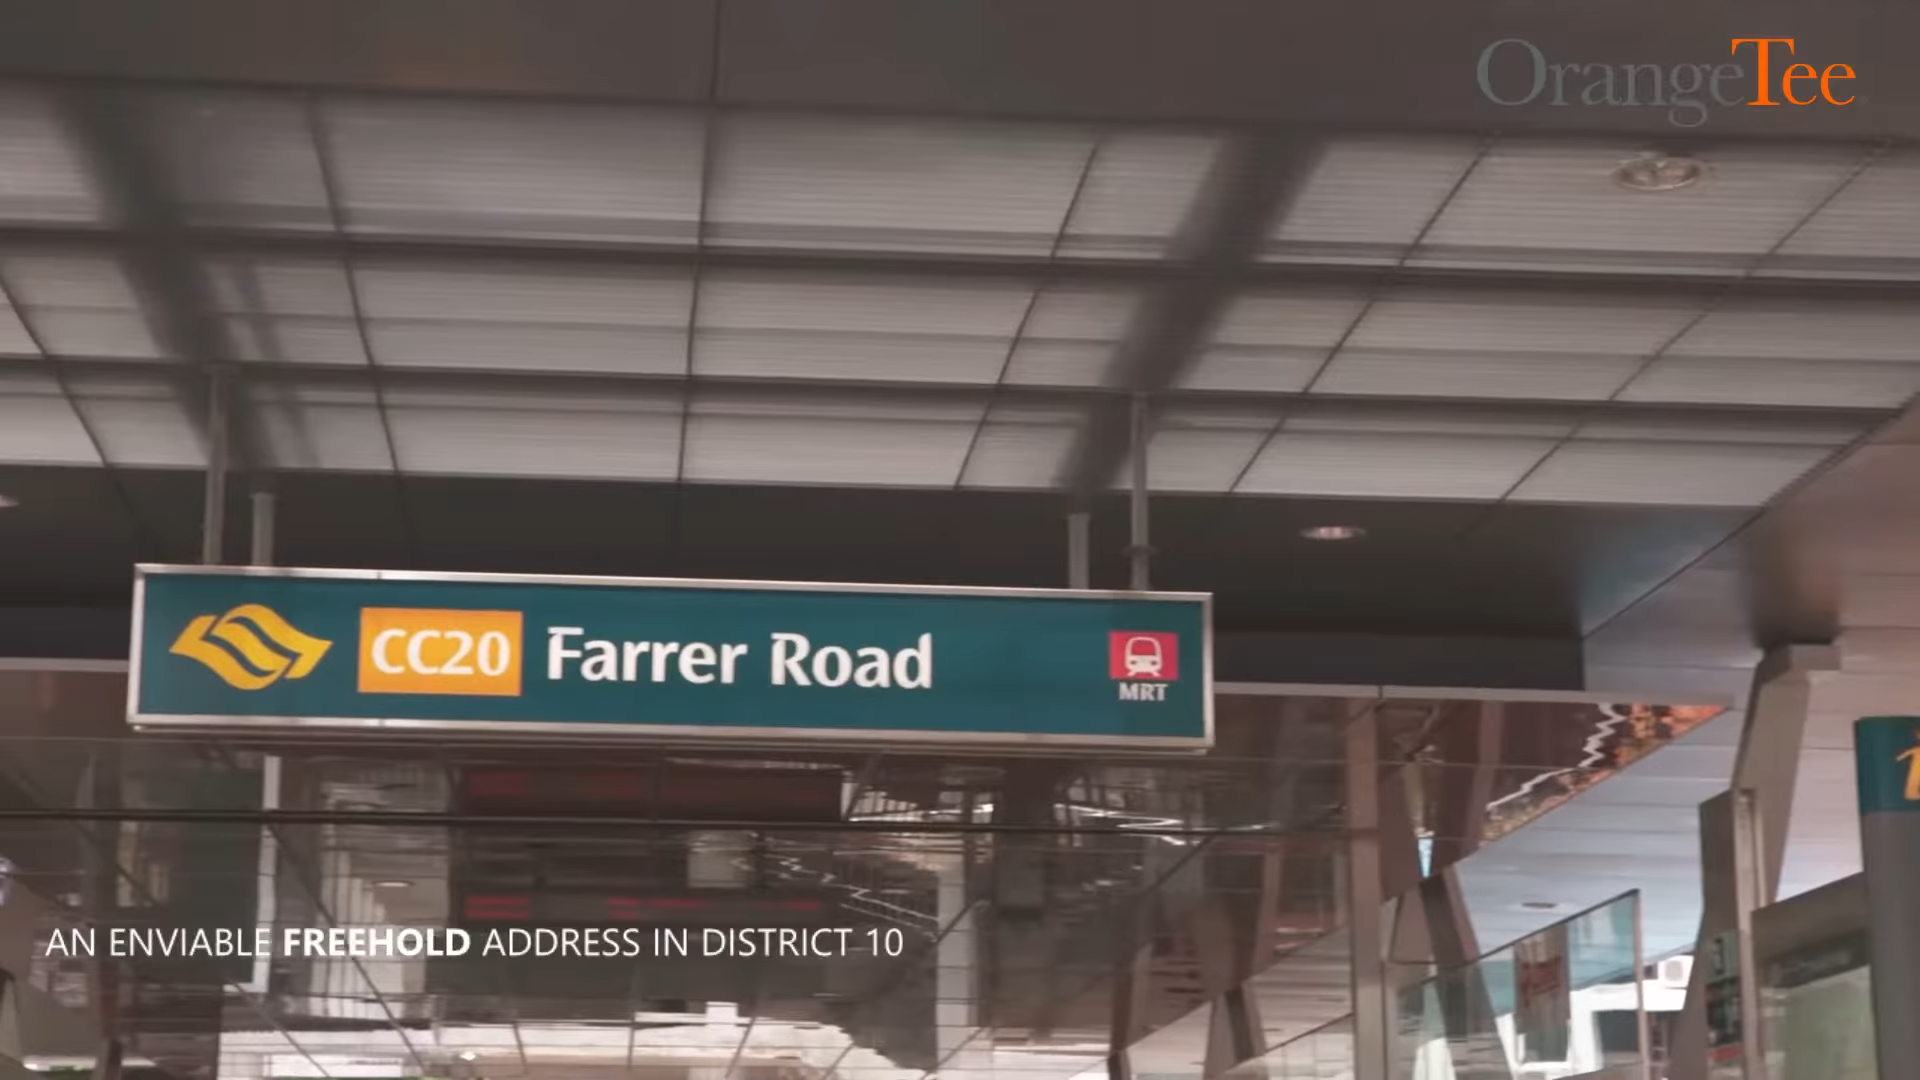 OrangeTee
CC20 Farrer Road
MRT
AN ENVIABLE FREEHOLD ADDRESS IN DISTRICT 10